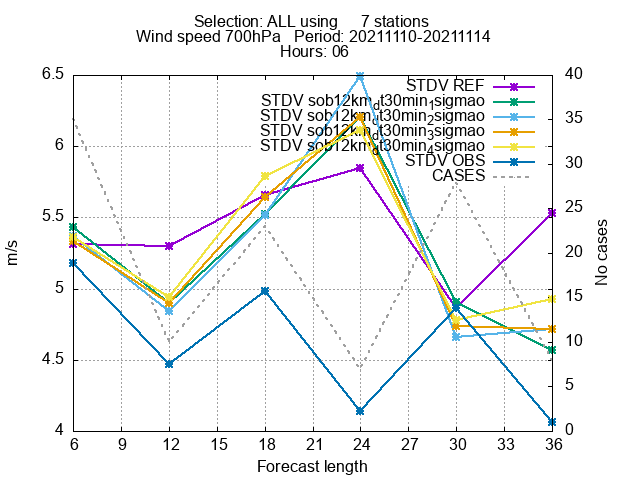 Selection: ALL using 7 stations
Wind speed 700hPa Period: 20211110-20211114
Hours: 06
STDV REF
STDV sob12km_dt30min_1sigmao
STDV sob12km_dt30min_2sigmao
STDV sob12km_dt30min_3sigmao
STDV sob12km_dt30min_4sigmao
STDV OBS
CASES
6.5
6
5.5
5
4.5
4
m/s
40
35
30
25
20
15
10
5
0
No cases
6 9 12 15 18 21 24 27 30 33 36
Forecast length